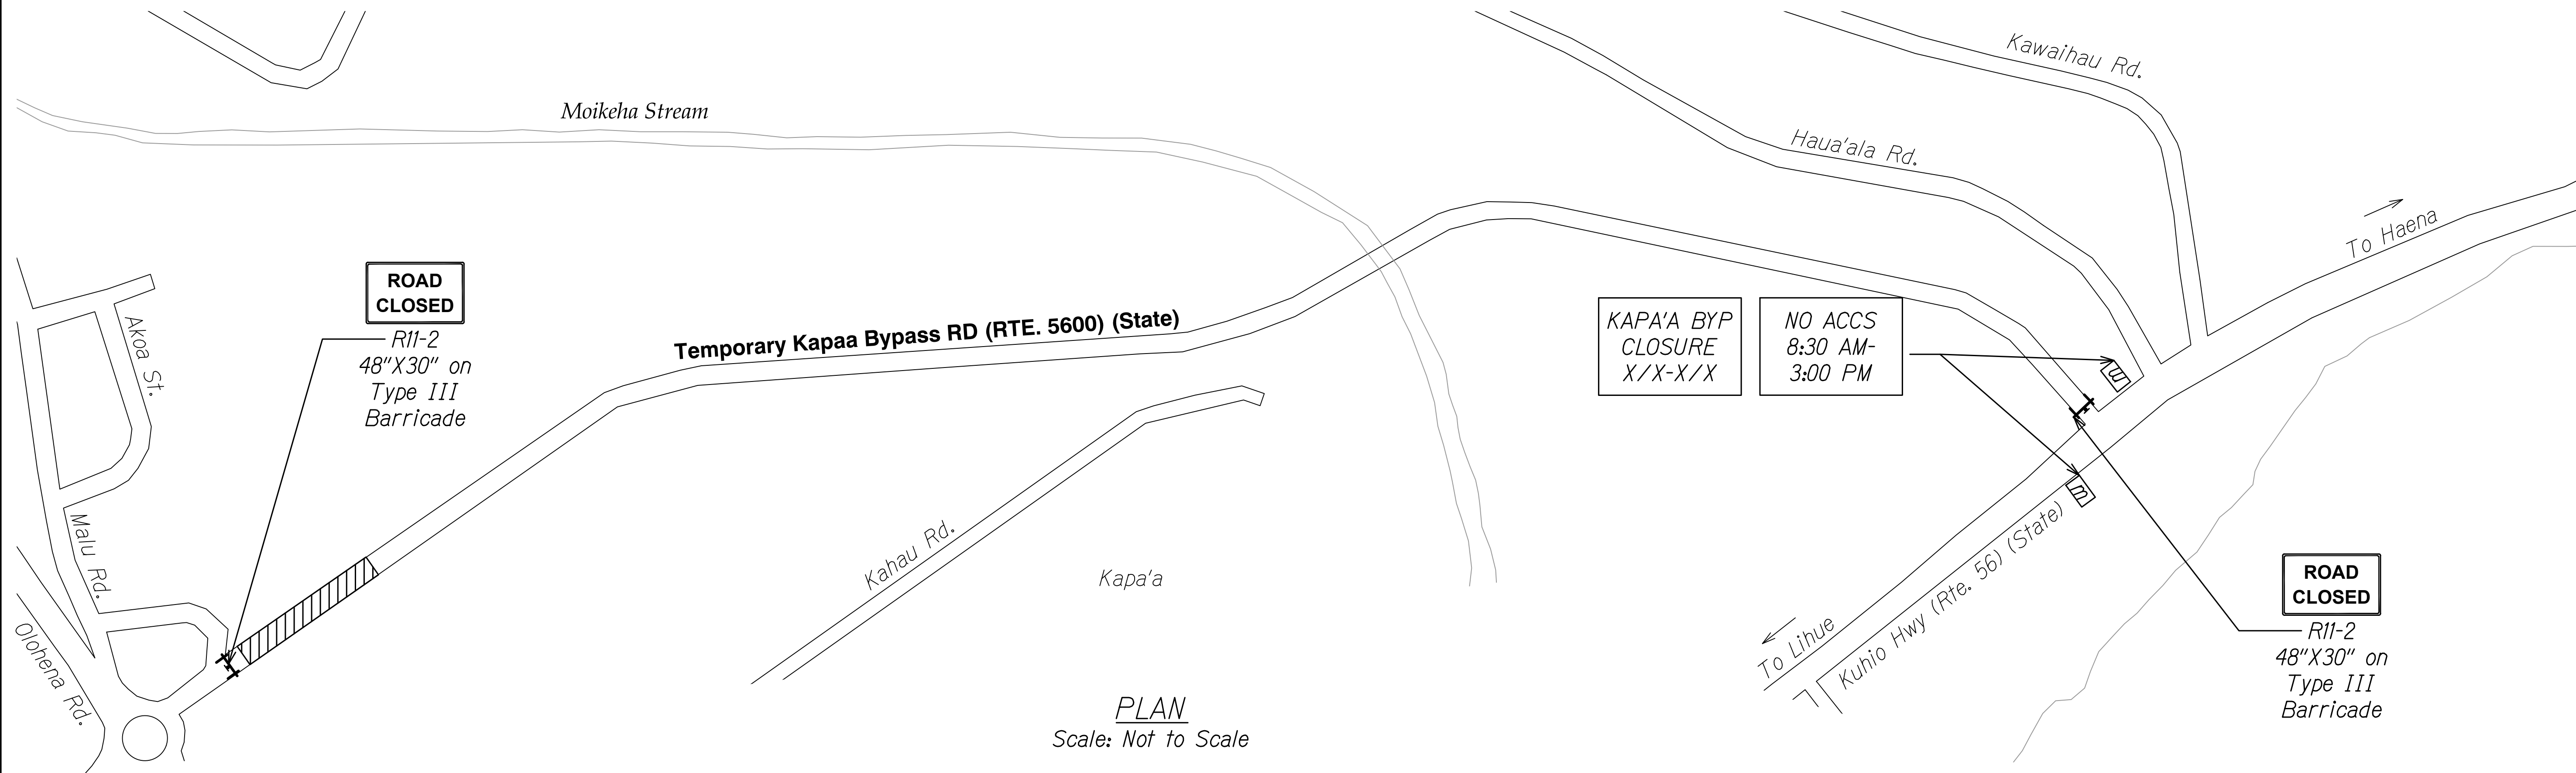 Kawaihau Rd.
Moikeha Stream
Haua'ala Rd.
To Haena
ROAD
CLOSED
R11-2
48"X30" on
Type III
Barricade
Akoa St.
Temporary Kapaa Bypass RD (RTE. 5600) (State)
KAPA'A BYP
CLOSURE
X/X-X/X
NO ACCS
8:30 AM-
3:00 PM
m
m
Malu Rd.
Kahau Rd.
Kapa'a
Olohena Rd.
To Lihue
Kuhio Hwy (Rte. 56) (State)
ROAD
CLOSED
R11-2
48"X30" on
Type III
Barricade
PLAN
Scale: Not to Scale